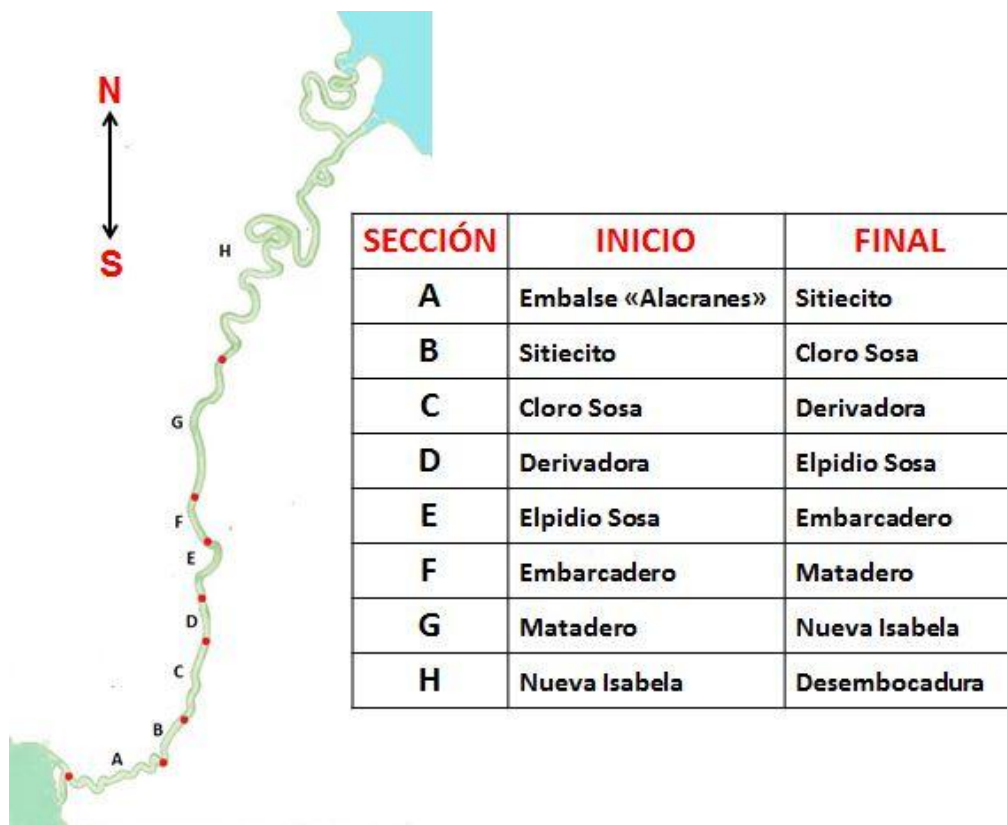 N
S
H
G
F
E
D
C
B
A
SECCIÓN INICIO FINAL
A Embalse «Alacranes» Sitiecito
B Sitiecito Cloro Sosa
C Cloro Sosa Derivadora
D Derivadora Elpidio Sosa
E Elpidio Sosa Embarcadero
F Embarcadero Matadero
G Matadero Nueva Isabela
H Nueva Isabela Desembocadura